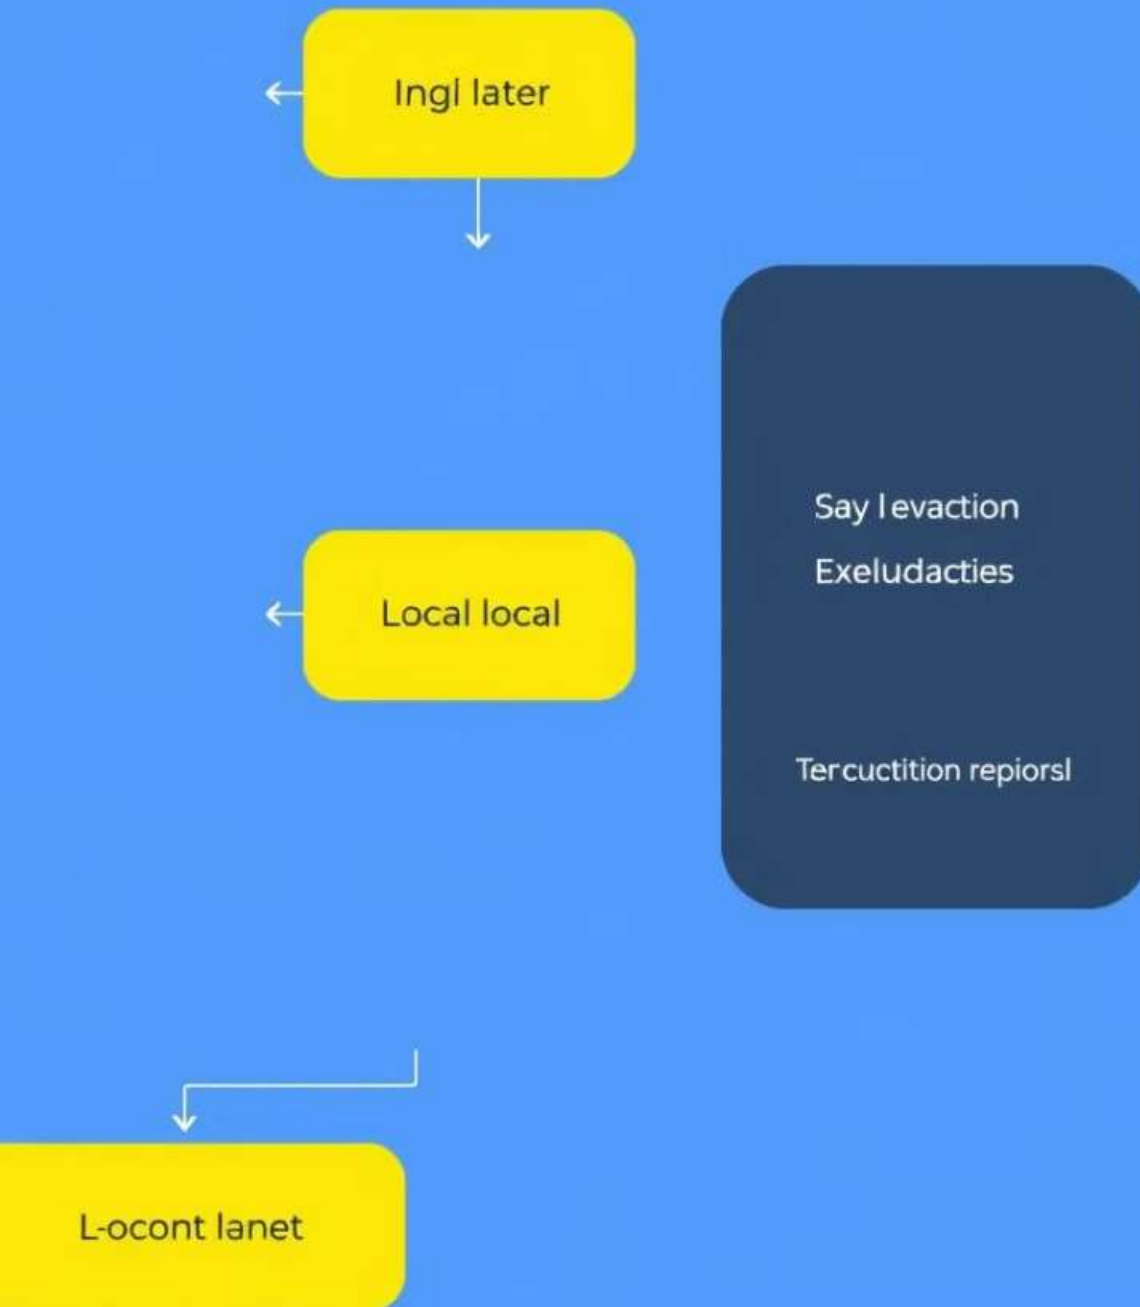 Ingl later
Say levaction
Exeludacties
Local local
Tercuctition repiorsl
L-ocont lanet